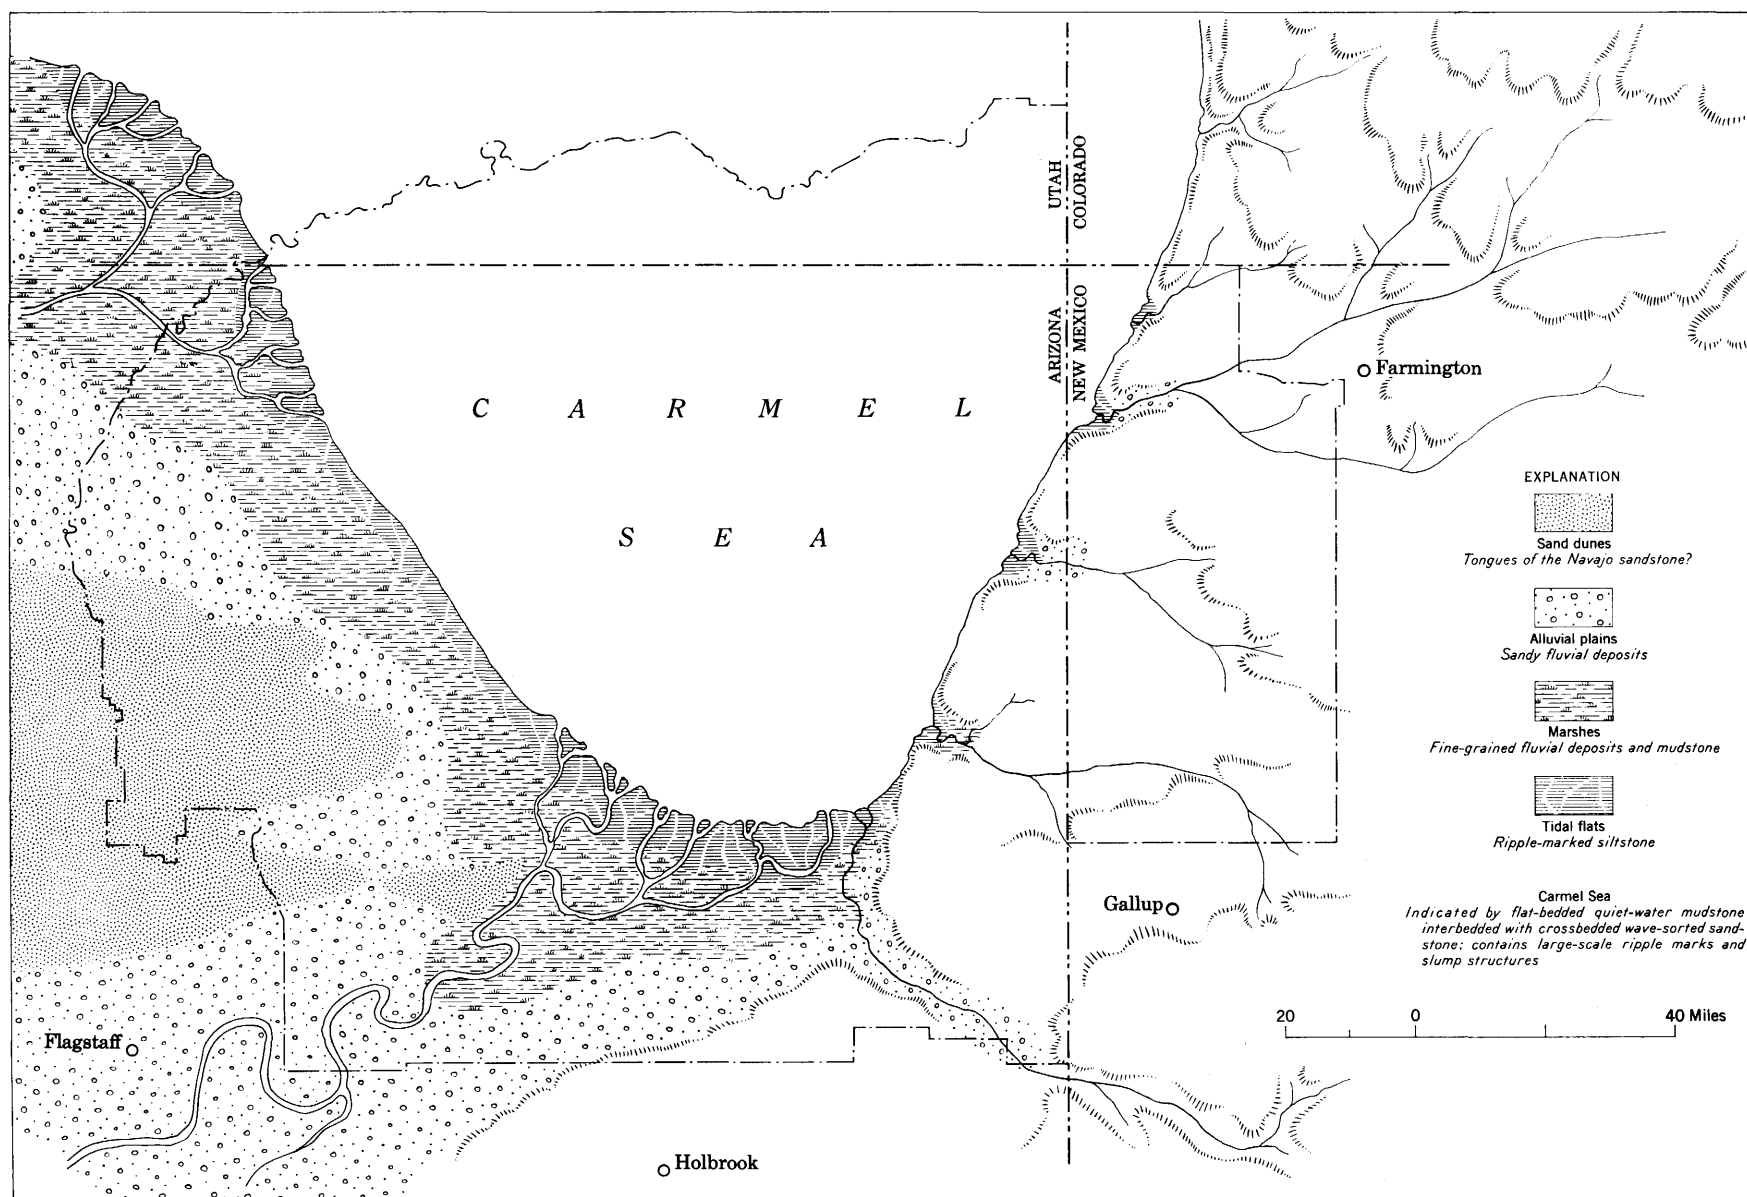 UTAH
COLORADO
ARIZONA
NEW MEXICO
Farmington
C A R M E L
S E A
EXPLANATION
Sand dunes
Tongues of the Navajo sandstone?
Alluvial plains
Sandy fluvial deposits
Marshes
Fine-grained fluvial deposits and mudstone
Tidal flats
Ripple-marked siltstone
Carmel Sea
Indicated by flat-bedded quiet-water mudstone
interbedded with crossbedded wave-sorted sand-
stone; contains large-scale ripple marks and
slump structures
Gallup
20 0 40 Miles
Flagstaff
Holbrook